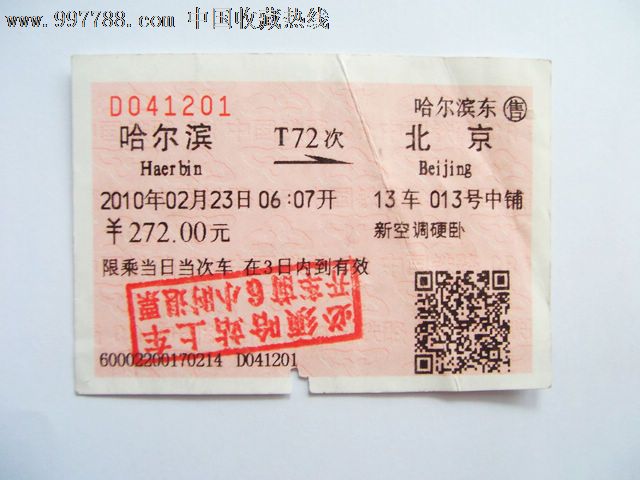 www.997788.com 中国收藏热线
D041201 哈尔滨东 售
哈尔滨 T72次 北京
Haerbin Beijing
2010年02月23日06:07开 13车 013号中铺
￥272.00元 新空调硬卧
限乘当日当次车 在3日内到有效
必须哈站上车
开车前6小时退票
60002200170214 D041201